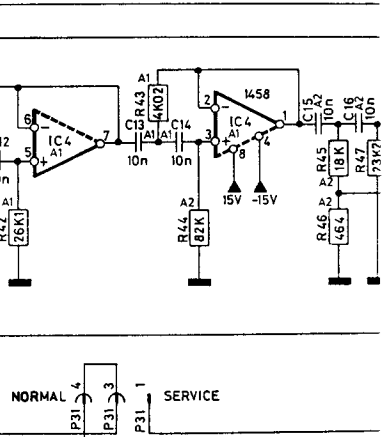 A1
R43
4K02
1458
C15
A2
10n
C16
A2
10n
6
−
IC4
A1
7
5
+
C13
A1
10n
A1
C14
10n
2
−
IC4
A1
3
+
1
8
4
15V
-15V
R45
18K
A2
R47
23K2
A1
R42
26K1
A2
R44
82K
A2
R46
464
NORMAL
P31 4
P31 3
P31 1
SERVICE